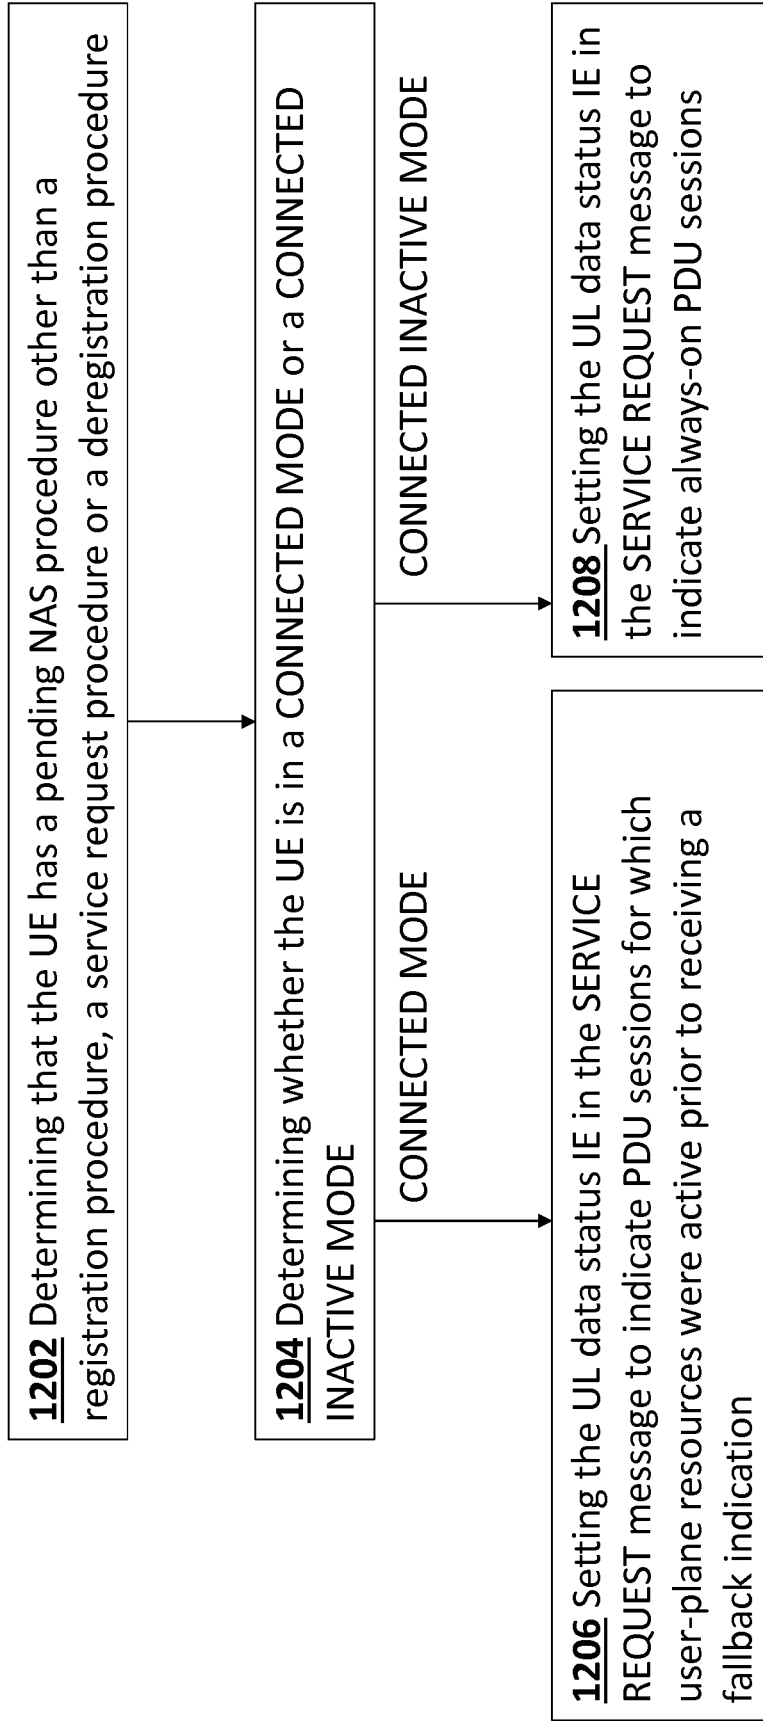 1202 Determining that the UE has a pending NAS procedure other than a
registration procedure, a service request procedure or a deregistration procedure
1204 Determining whether the UE is in a CONNECTED MODE or a CONNECTED
INACTIVE MODE
CONNECTED MODE
CONNECTED INACTIVE MODE
1206 Setting the UL data status IE in the SERVICE
REQUEST message to indicate PDU sessions for which
user-plane resources were active prior to receiving a
fallback indication
1208 Setting the UL data status IE in
the SERVICE REQUEST message to
indicate always-on PDU sessions